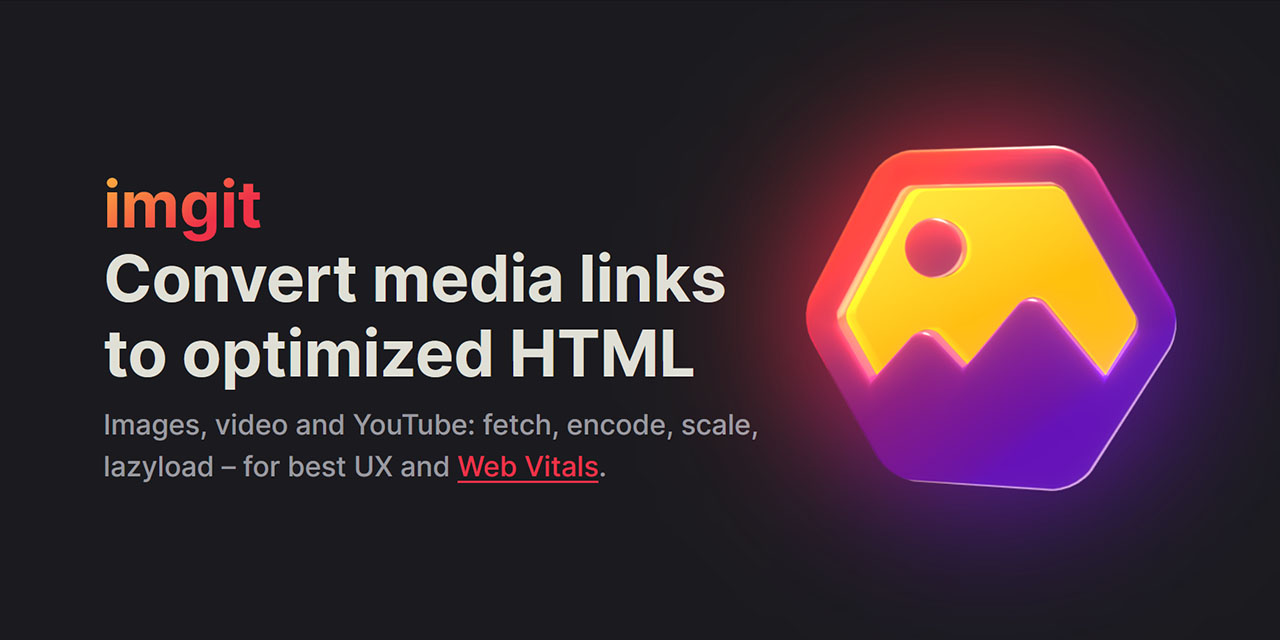 imgit
Convert media links
to optimized HTML
Images, video and YouTube: fetch, encode, scale,
lazyload – for best UX and Web Vitals.